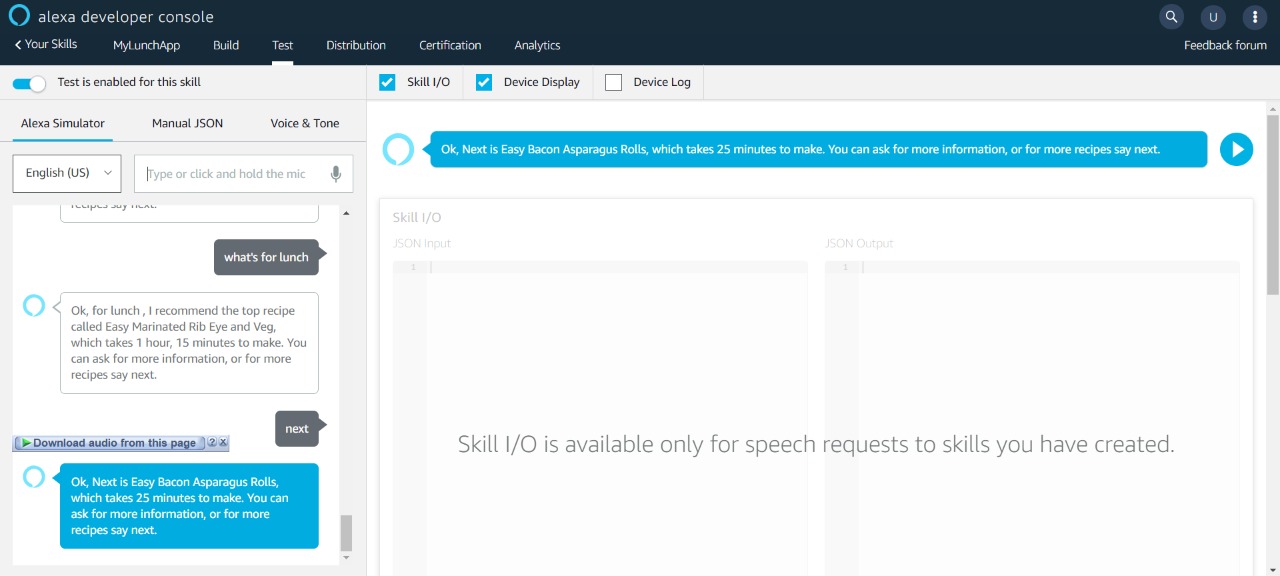 alexa developer console
U
Your Skills
MyLunchApp
Build
Test
Distribution
Certification
Analytics
Feedback forum
Test is enabled for this skill
Skill I/O
Device Display
Device Log
Alexa Simulator
Manual JSON
Voice & Tone
English (US)
Type or click and hold the mic
recipes say next.
what's for lunch
Ok, for lunch , I recommend the top recipe
called Easy Marinated Rib Eye and Veg,
which takes 1 hour, 15 minutes to make. You
can ask for more information, or for more
recipes say next.
next
Download audio from this page ? X
Ok, Next is Easy Bacon Asparagus Rolls,
which takes 25 minutes to make. You can
ask for more information, or for more
recipes say next.
Ok, Next is Easy Bacon Asparagus Rolls, which takes 25 minutes to make. You can ask for more information, or for more recipes say next.
Skill I/O
JSON Input
JSON Output
1
1
Skill I/O is available only for speech requests to skills you have created.